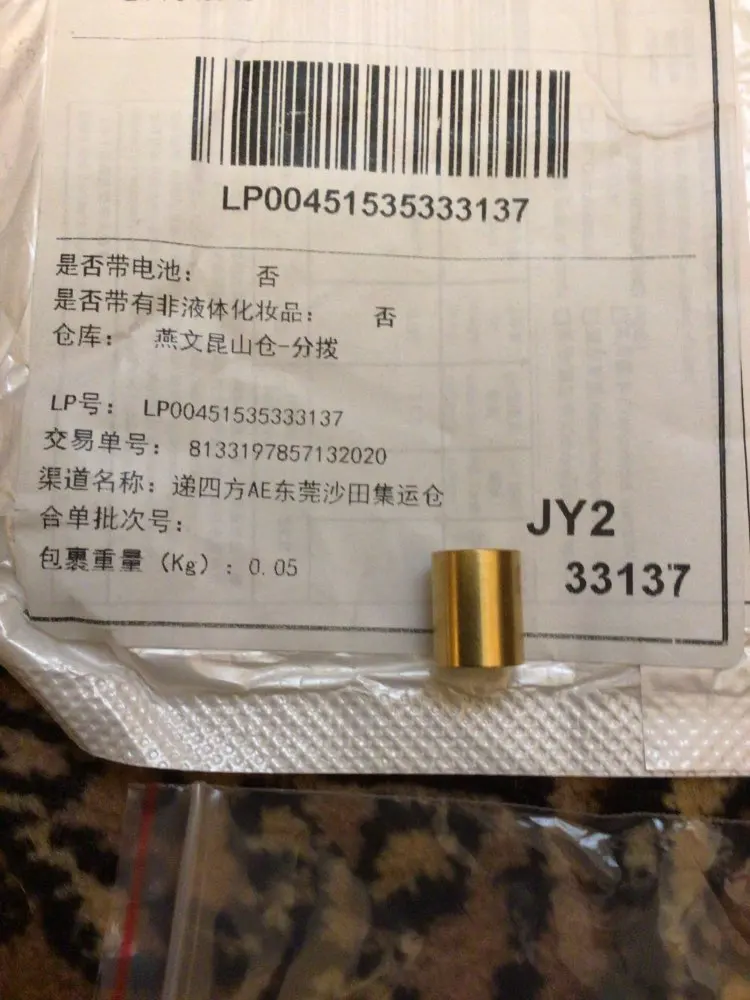 LP00451535333137
是否带电池： 否
是否带有非液体化妆品： 否
仓库： 燕文昆山仓-分拨
LP号： LP00451535333137
交易单号： 8133197857132020
渠道名称：递四方AE东莞沙田集运仓
合单批次号：
包裹重量（Kg）：0.05
JY2
33137